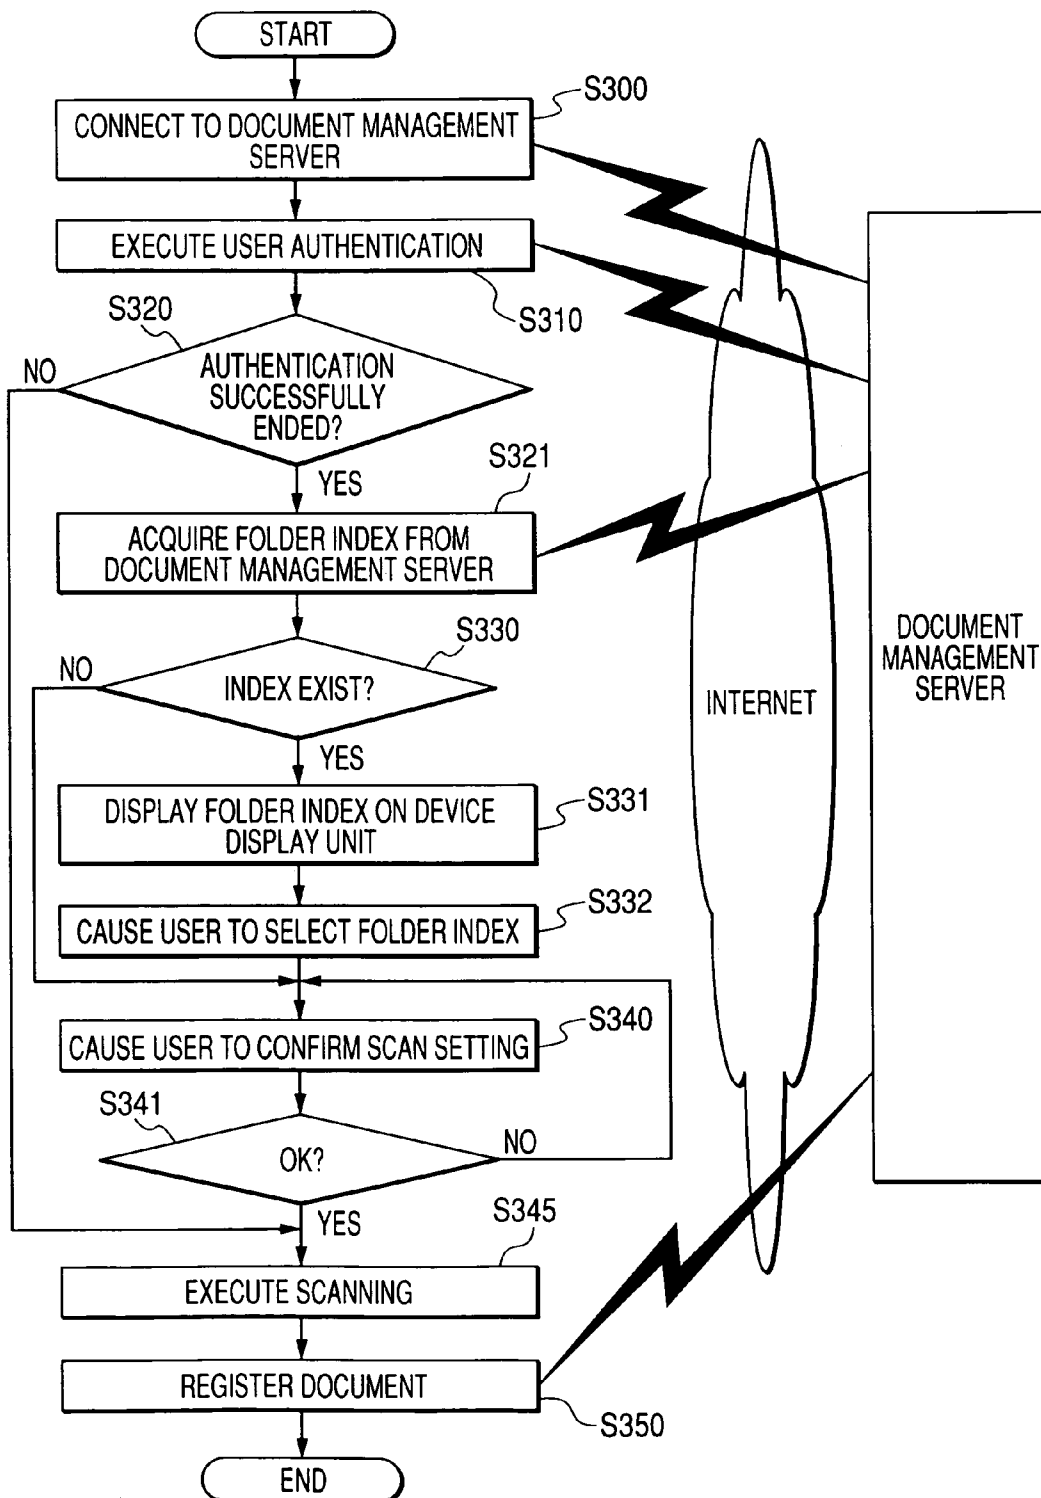 START
S300
CONNECT TO DOCUMENT MANAGEMENT
SERVER
EXECUTE USER AUTHENTICATION
S310
S320
NO
AUTHENTICATION
SUCCESSFULLY
ENDED?
YES
S321
ACQUIRE FOLDER INDEX FROM
DOCUMENT MANAGEMENT SERVER
S330
NO
INDEX EXIST?
YES
INTERNET
DOCUMENT
MANAGEMENT
SERVER
DISPLAY FOLDER INDEX ON DEVICE
DISPLAY UNIT
S331
CAUSE USER TO SELECT FOLDER INDEX
S332
CAUSE USER TO CONFIRM SCAN SETTING
S340
S341
OK?
NO
YES
S345
EXECUTE SCANNING
REGISTER DOCUMENT
S350
END